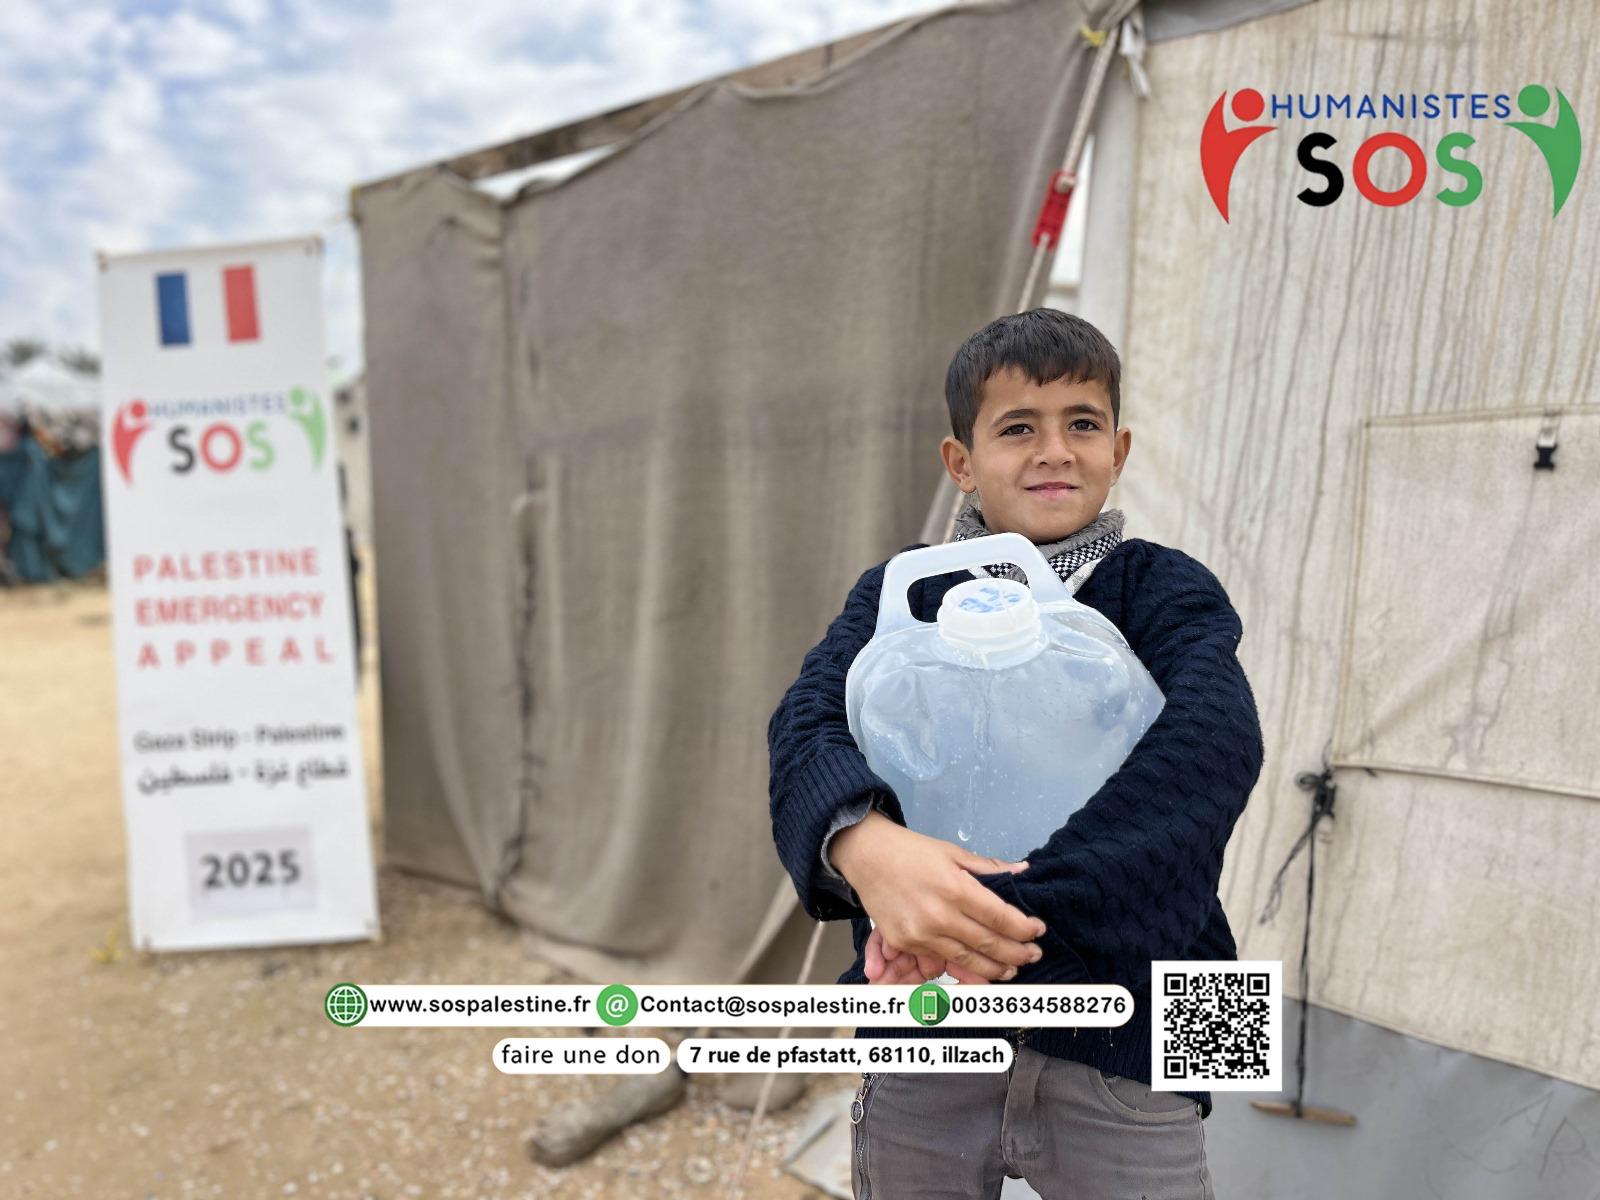 HUMANISTES
SOS
HUMANISTES
SOS
PALESTINE
EMERGENCY
APPEAL
Gaza Strip - Palestine
قطاع غزة - فلسطين
2025
www.sospalestine.fr @ Contact@sospalestine.fr 0033634588276
faire une don 7 rue de pfastatt, 68110, illzach